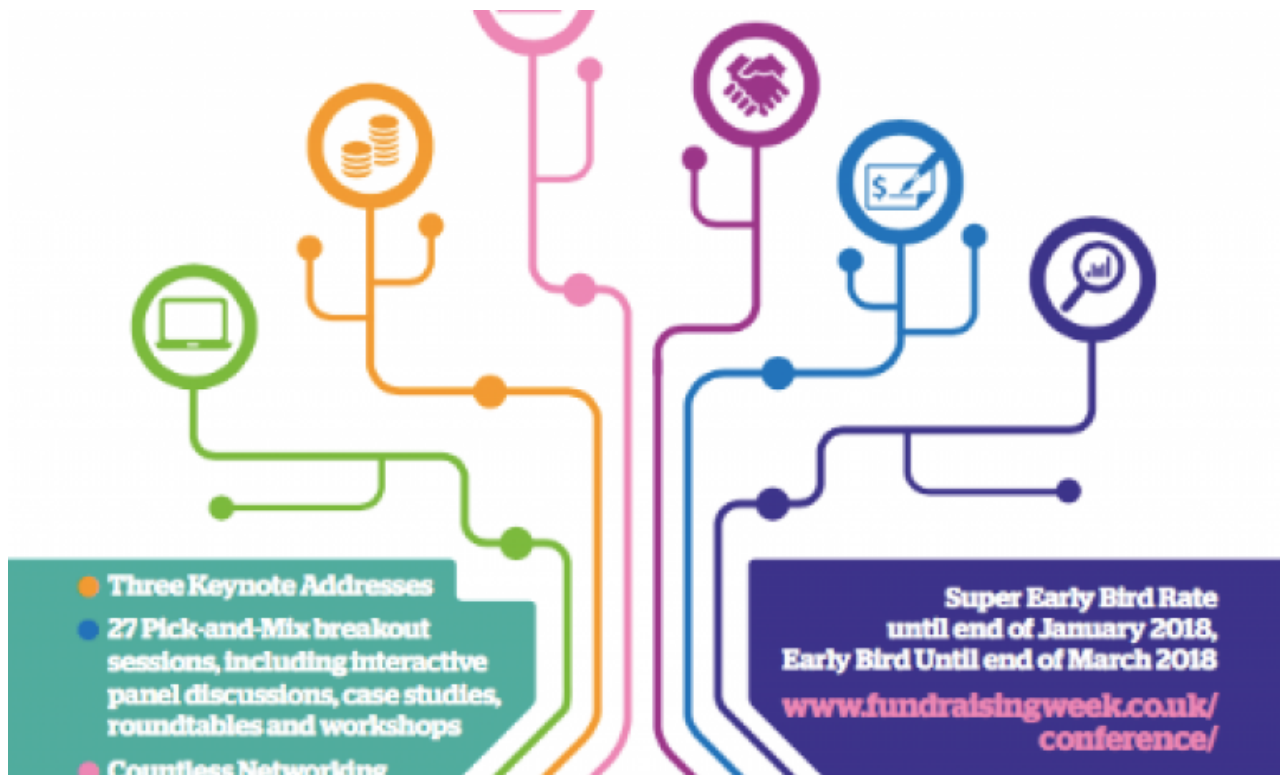 $
Three Keynote Addresses
27 Pick-and-Mix breakout
sessions, including interactive
panel discussions, case studies,
roundtables and workshops
Countless Networking
Super Early Bird Rate
until end of January 2018,
Early Bird Until end of March 2018
www.fundraisingweek.co.uk/
conference/